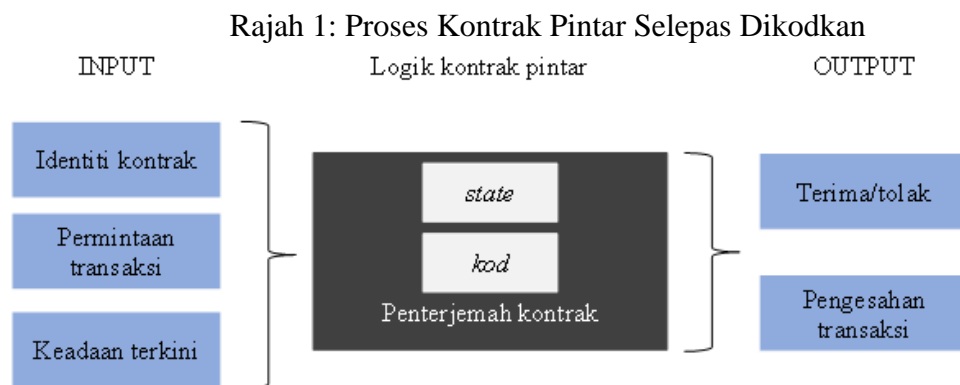 Rajah 1: Proses Kontrak Pintar Selepas Dikodkan
INPUT
Logik kontrak pintar
OUTPUT
Identiti kontrak
Permintaan
transaksi
Keadaan terkini
state
kod
Penterjemah kontrak
Terima/tolak
Pengesahan
transaksi